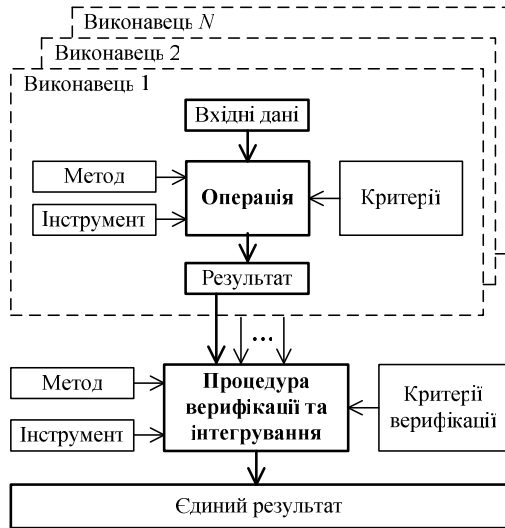 Виконавець N
Виконавець 2
Виконавець 1
Вхідні дані
Метод
Операція
Критерії
Інструмент
Результат
...
Метод
Процедура
верифікації та
інтегрування
Критерії
верифікації
Інструмент
Єдиний результат